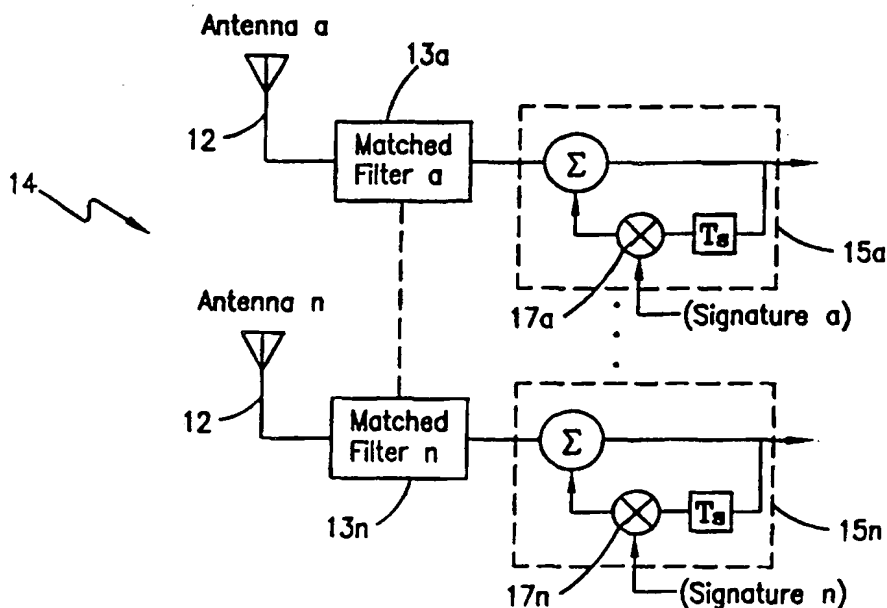 Antenna a
13a
12
Matched
Filter a
Σ
14
Ts
15a
17a
(Signature a)
Antenna n
12
Matched
Filter n
Σ
Ts
13n
15n
17n
(Signature n)